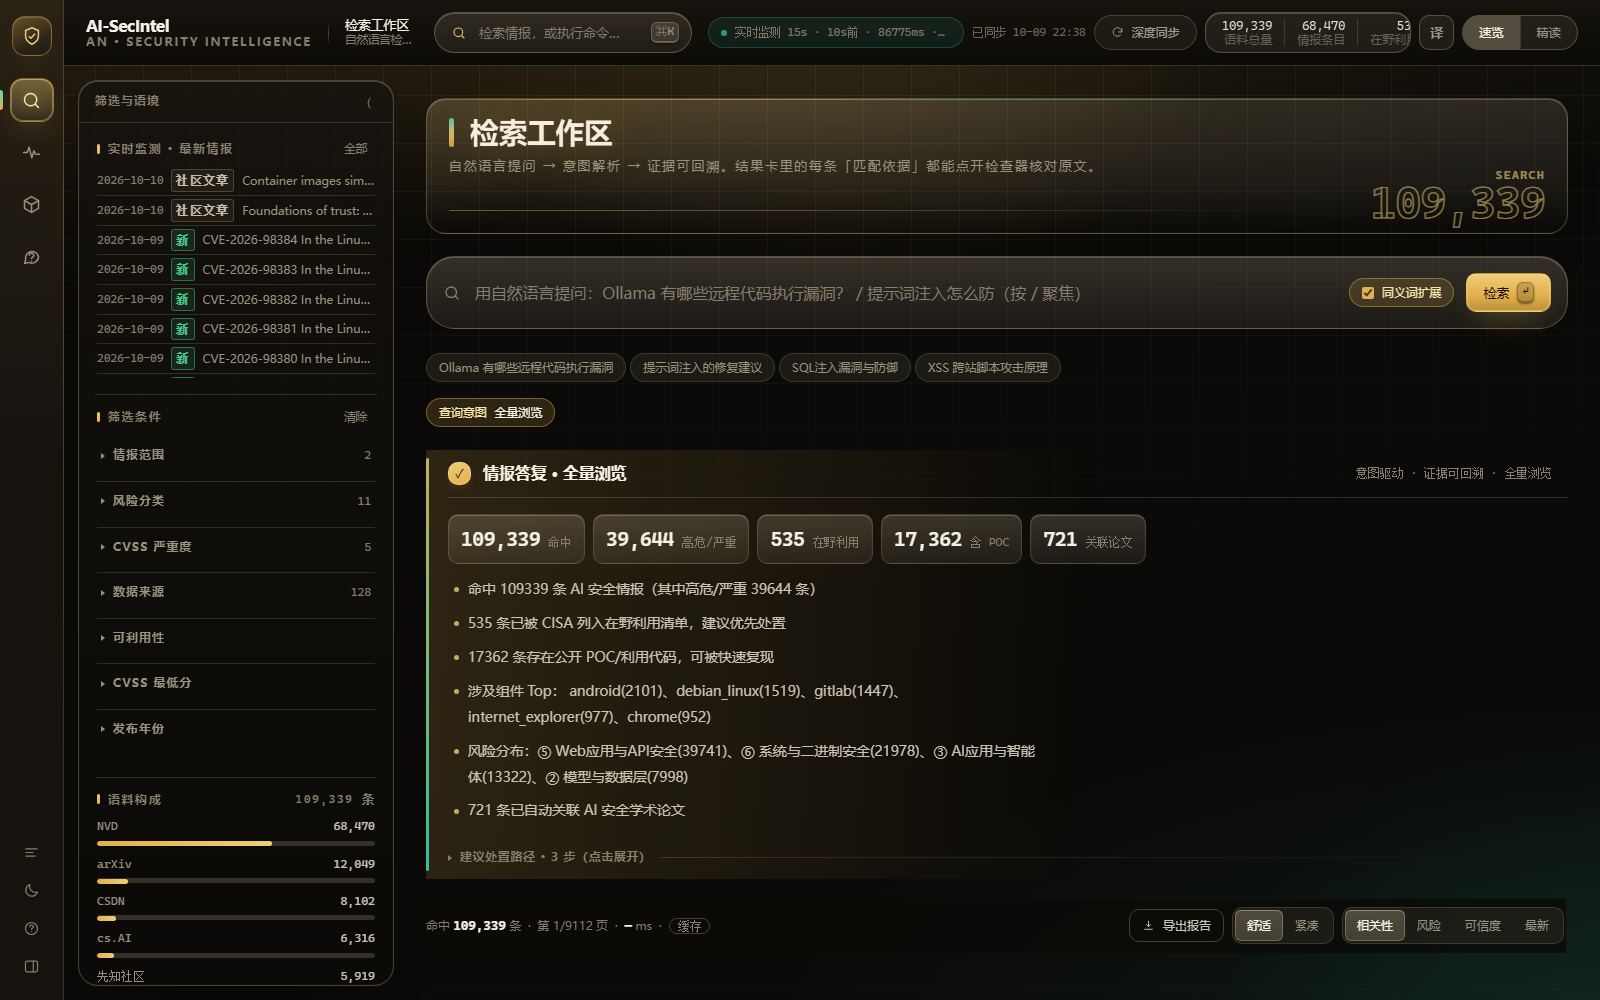 AI-SecIntel
AN • SECURITY INTELLIGENCE
检索工作区
自然语言检...
检索情报，或执行命令...
⌘K
实时监测 15s · 10s前 · 86775ms ·...
已同步 10-09 22:38
深度同步
109,339 语料总量
68,470 情报条目
53 在野利
译
速览
精读
筛选与语境
实时监测 • 最新情报 全部
2026-10-10 社区文章 Container images sim...
2026-10-10 社区文章 Foundations of trust: ...
2026-10-09 新 CVE-2026-98384 In the Linu...
2026-10-09 新 CVE-2026-98383 In the Linu...
2026-10-09 新 CVE-2026-98382 In the Linu...
2026-10-09 新 CVE-2026-98381 In the Linu...
2026-10-09 新 CVE-2026-98380 In the Linu...
筛选条件 清除
情报范围 2
风险分类 11
CVSS 严重度 5
数据来源 128
可利用性
CVSS 最低分
发布年份
语料构成 109,339 条
NVD 68,470
arXiv 12,049
CSDN 8,102
cs.AI 6,316
先知社区 5,919
检索工作区
自然语言提问 → 意图解析 → 证据可回溯。结果卡里的每条「匹配依据」都能点开检查器核对原文。
SEARCH
109,339
用自然语言提问：Ollama 有哪些远程代码执行漏洞？ / 提示词注入怎么防（按 / 聚焦）
同义词扩展
检索
Ollama 有哪些远程代码执行漏洞
提示词注入的修复建议
SQL注入漏洞与防御
XSS 跨站脚本攻击原理
查询意图 全量浏览
情报答复 • 全量浏览
意图驱动 · 证据可回溯 · 全量浏览
109,339 命中
39,644 高危/严重
535 在野利用
17,362 含 POC
721 关联论文
命中 109339 条 AI 安全情报（其中高危/严重 39644 条）
535 条已被 CISA 列入在野利用清单，建议优先处置
17362 条存在公开 POC/利用代码，可被快速复现
涉及组件 Top： android(2101)、debian_linux(1519)、gitlab(1447)、
internet_explorer(977)、chrome(952)
风险分布：⑤ Web应用与API安全(39741)、⑥ 系统与二进制安全(21978)、③ AI应用与智能
体(13322)、② 模型与数据层(7998)
721 条已自动关联 AI 安全学术论文
建议处置路径 • 3 步（点击展开）
命中 109,339 条 · 第 1/9112 页 · — ms · 缓存
导出报告
舒适
紧凑
相关性
风险
可信度
最新